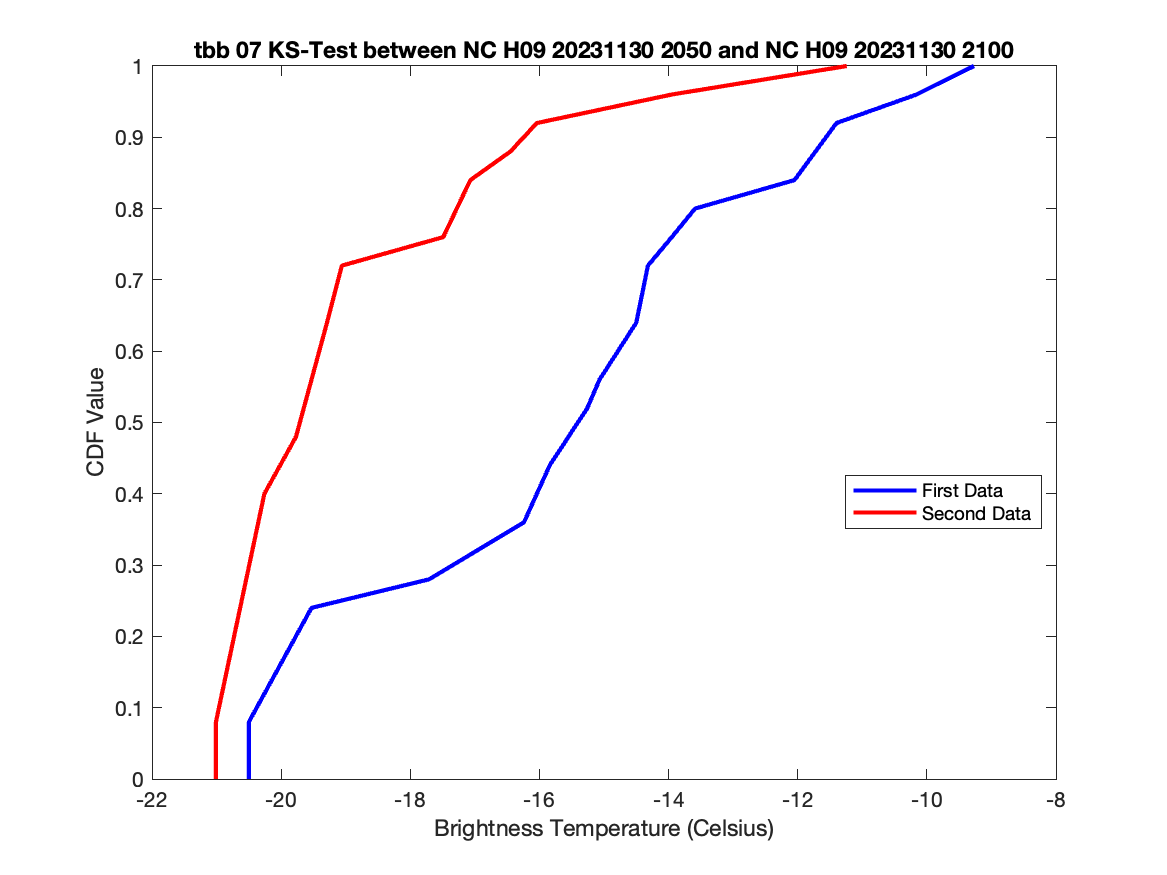 tbb 07 KS-Test between NC H09 20231130 2050 and NC H09 20231130 2100
1
0.9
0.8
0.7
0.6
0.5
0.4
0.3
0.2
0.1
0
CDF Value
First Data
Second Data
-22 -20 -18 -16 -14 -12 -10 -8
Brightness Temperature (Celsius)